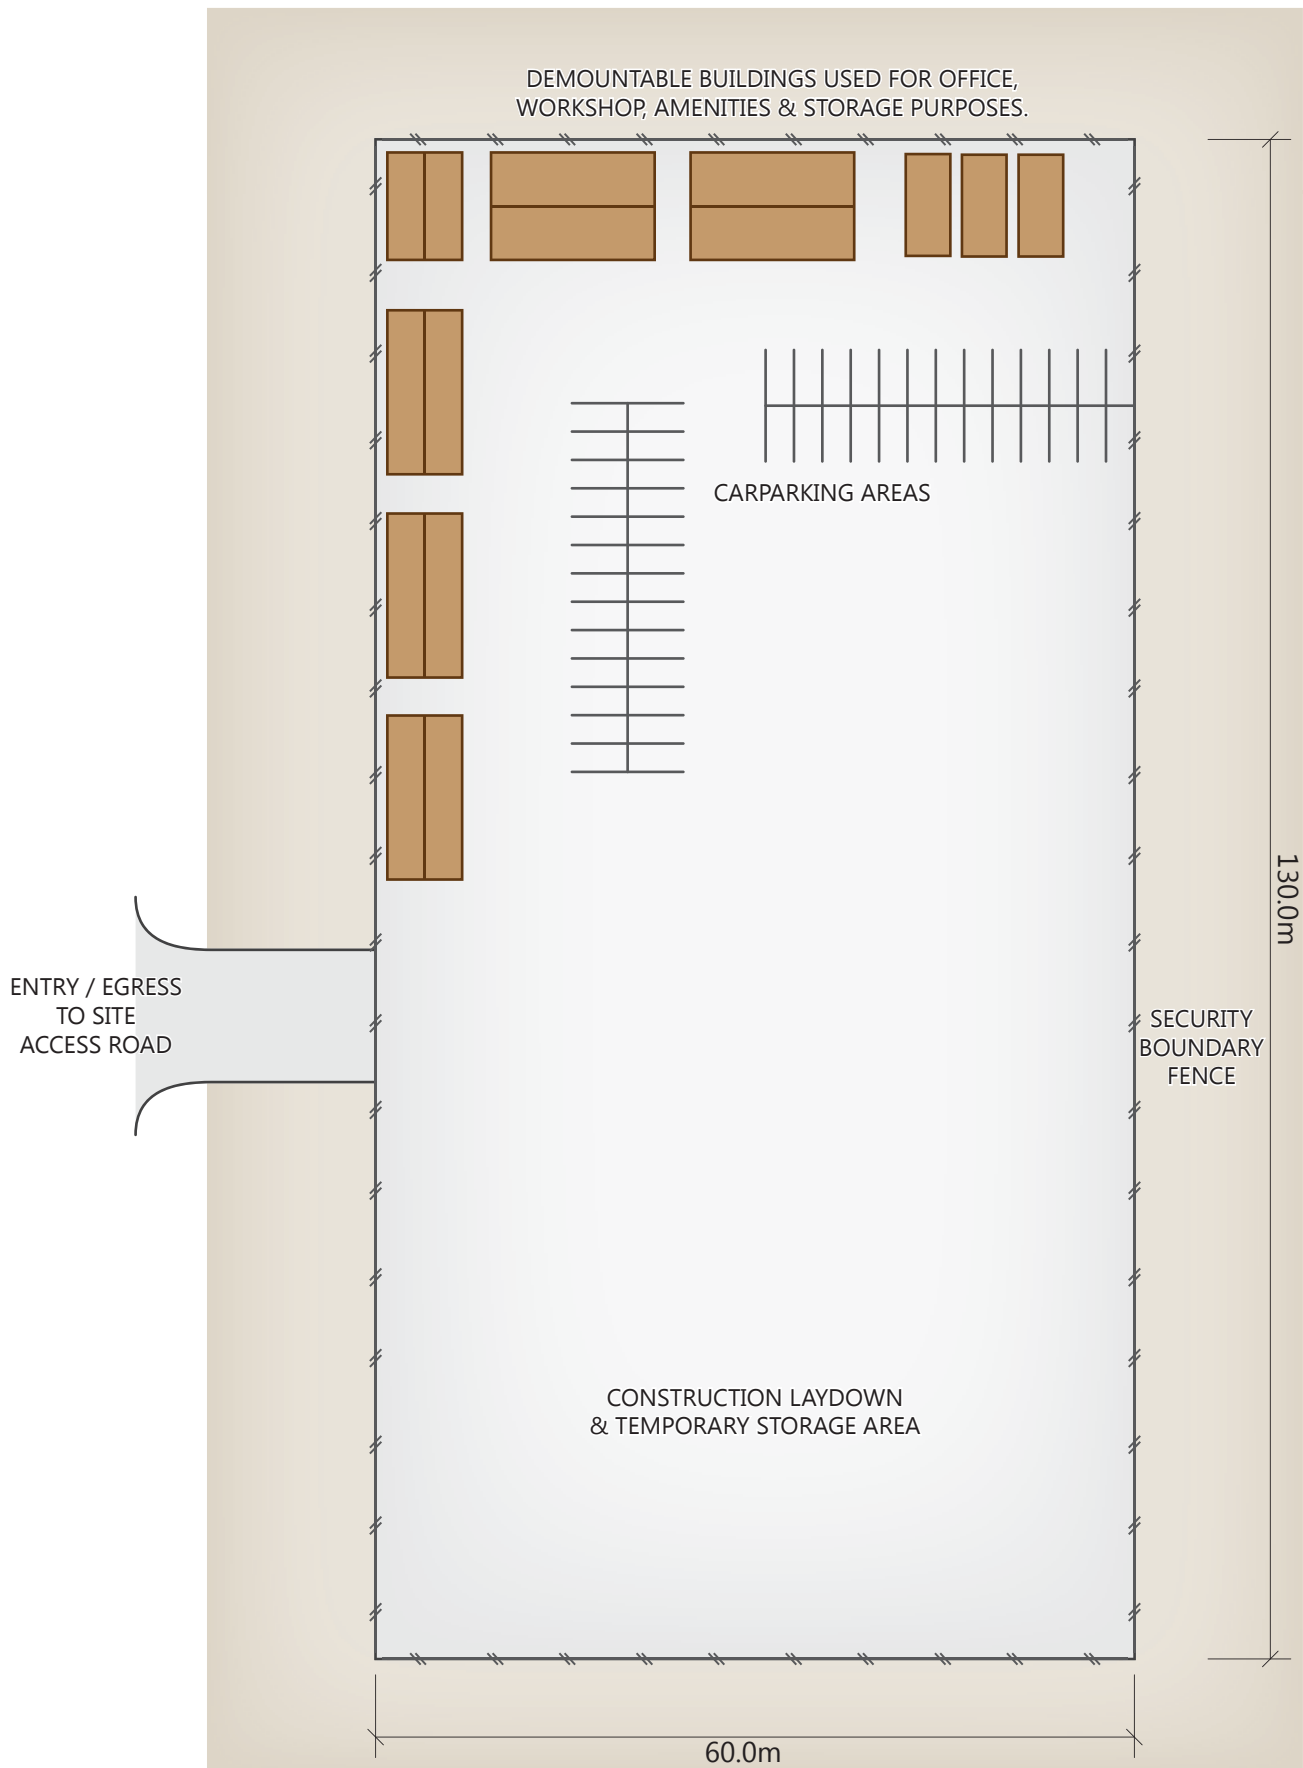 DEMOUNTABLE BUILDINGS USED FOR OFFICE,
WORKSHOP, AMENITIES & STORAGE PURPOSES.
CARPARKING AREAS
130.0m
ENTRY / EGRESS
TO SITE
ACCESS ROAD
SECURITY
BOUNDARY
FENCE
CONSTRUCTION LAYDOWN
& TEMPORARY STORAGE AREA
60.0m